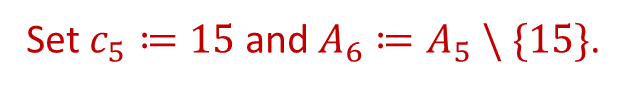 Set 𝑐₅ ≔ 15 and 𝐴₆ ≔ 𝐴₅ \ {15}.